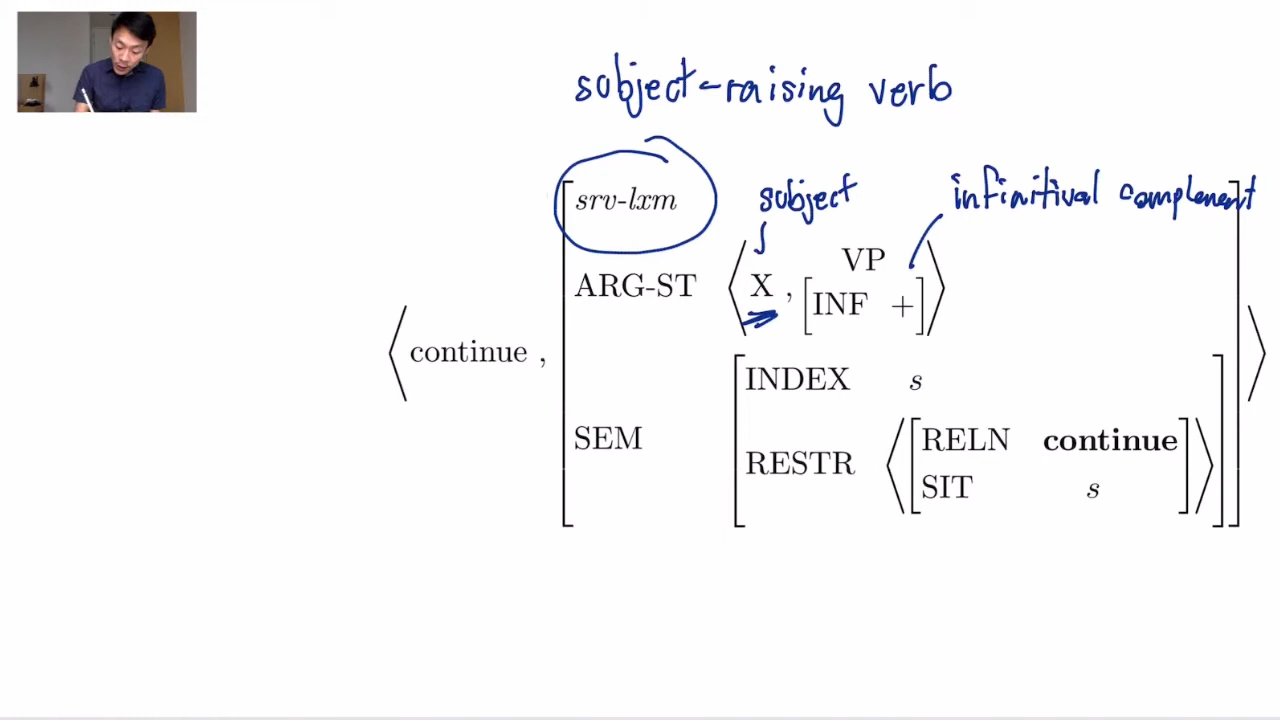 subject-raising verb
srv-lxm
subject
infinitival complement
ARG-ST ⟨ X , VP [INF +] ⟩
⟨ continue ,
INDEX s
SEM
RESTR ⟨ [RELN continue
SIT s] ⟩ ⟩